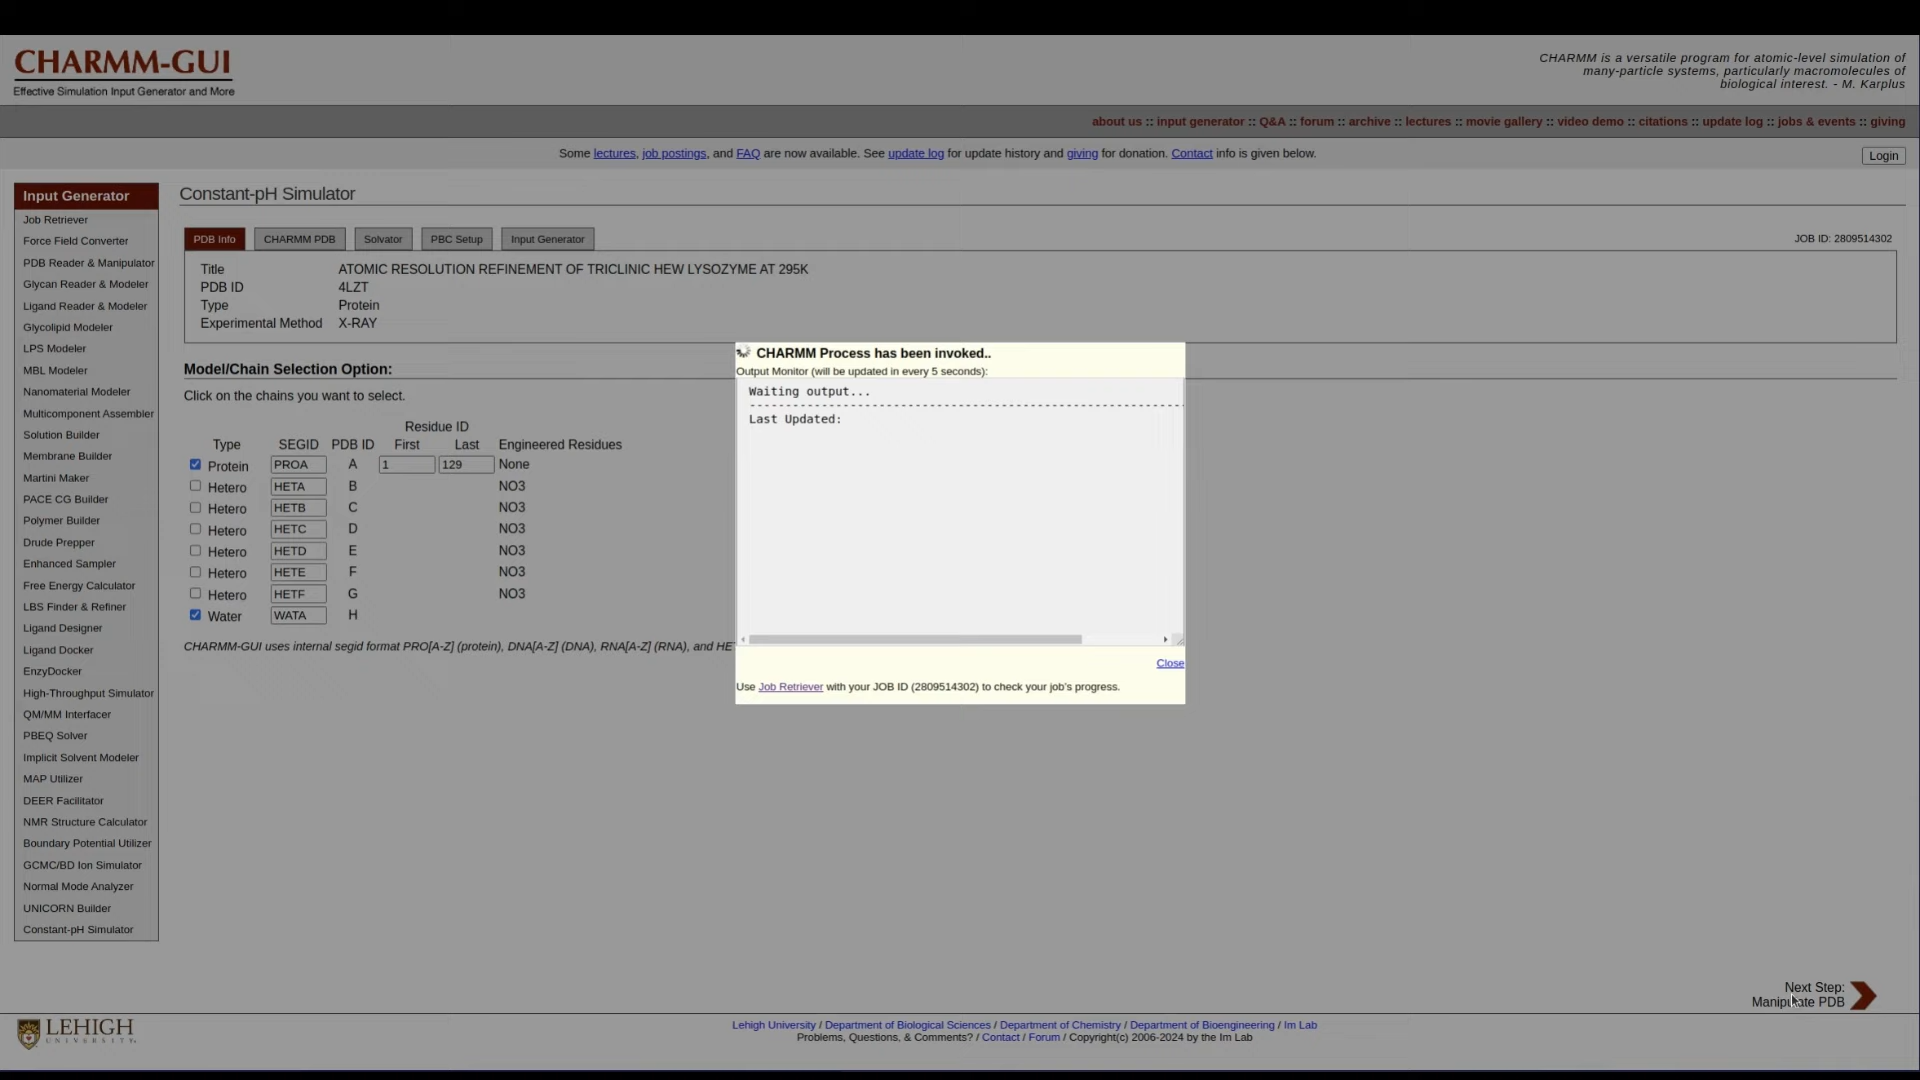 CHARMM-GUI
Effective Simulation Input Generator and More
CHARMM is a versatile program for atomic-level simulation of
many-particle systems, particularly macromolecules of
biological interest. - M. Karplus
about us :: input generator :: Q&A :: forum :: archive :: lectures :: movie gallery :: video demo :: citations :: update log :: jobs & events :: giving
Some lectures, job postings, and FAQ are now available. See update log for update history and giving for donation. Contact info is given below.
Login
Input Generator
Job Retriever
Force Field Converter
PDB Reader & Manipulator
Glycan Reader & Modeler
Ligand Reader & Modeler
Glycolipid Modeler
LPS Modeler
MBL Modeler
Nanomaterial Modeler
Multicomponent Assembler
Solution Builder
Membrane Builder
Martini Maker
PACE CG Builder
Polymer Builder
Drude Prepper
Enhanced Sampler
Free Energy Calculator
LBS Finder & Refiner
Ligand Designer
Ligand Docker
EnzyDocker
High-Throughput Simulator
QM/MM Interfacer
PBEQ Solver
Implicit Solvent Modeler
MAP Utilizer
DEER Facilitator
NMR Structure Calculator
Boundary Potential Utilizer
GCMC/BD Ion Simulator
Normal Mode Analyzer
UNICORN Builder
Constant-pH Simulator
Constant-pH Simulator
PDB Info CHARMM PDB Solvator PBC Setup Input Generator JOB ID: 2809514302
Title ATOMIC RESOLUTION REFINEMENT OF TRICLINIC HEW LYSOZYME AT 295K
PDB ID 4LZT
Type Protein
Experimental Method X-RAY
Model/Chain Selection Option:
Click on the chains you want to select.
Residue ID
Type SEGID PDB ID First Last Engineered Residues
Protein PROA A 1 129 None
Hetero HETA B NO3
Hetero HETB C NO3
Hetero HETC D NO3
Hetero HETD E NO3
Hetero HETE F NO3
Hetero HETF G NO3
Water WATA H
CHARMM-GUI uses internal segid format PRO[A-Z] (protein), DNA[A-Z] (DNA), RNA[A-Z] (RNA), and HE
CHARMM Process has been invoked..
Output Monitor (will be updated in every 5 seconds):
Waiting output...
Last Updated:
Close
Use Job Retriever with your JOB ID (2809514302) to check your job's progress.
Next Step:
Manipulate PDB
LEHIGH
UNIVERSITY.
Lehigh University / Department of Biological Sciences / Department of Chemistry / Department of Bioengineering / Im Lab
Problems, Questions, & Comments? / Contact / Forum / Copyright(c) 2006-2024 by the Im Lab